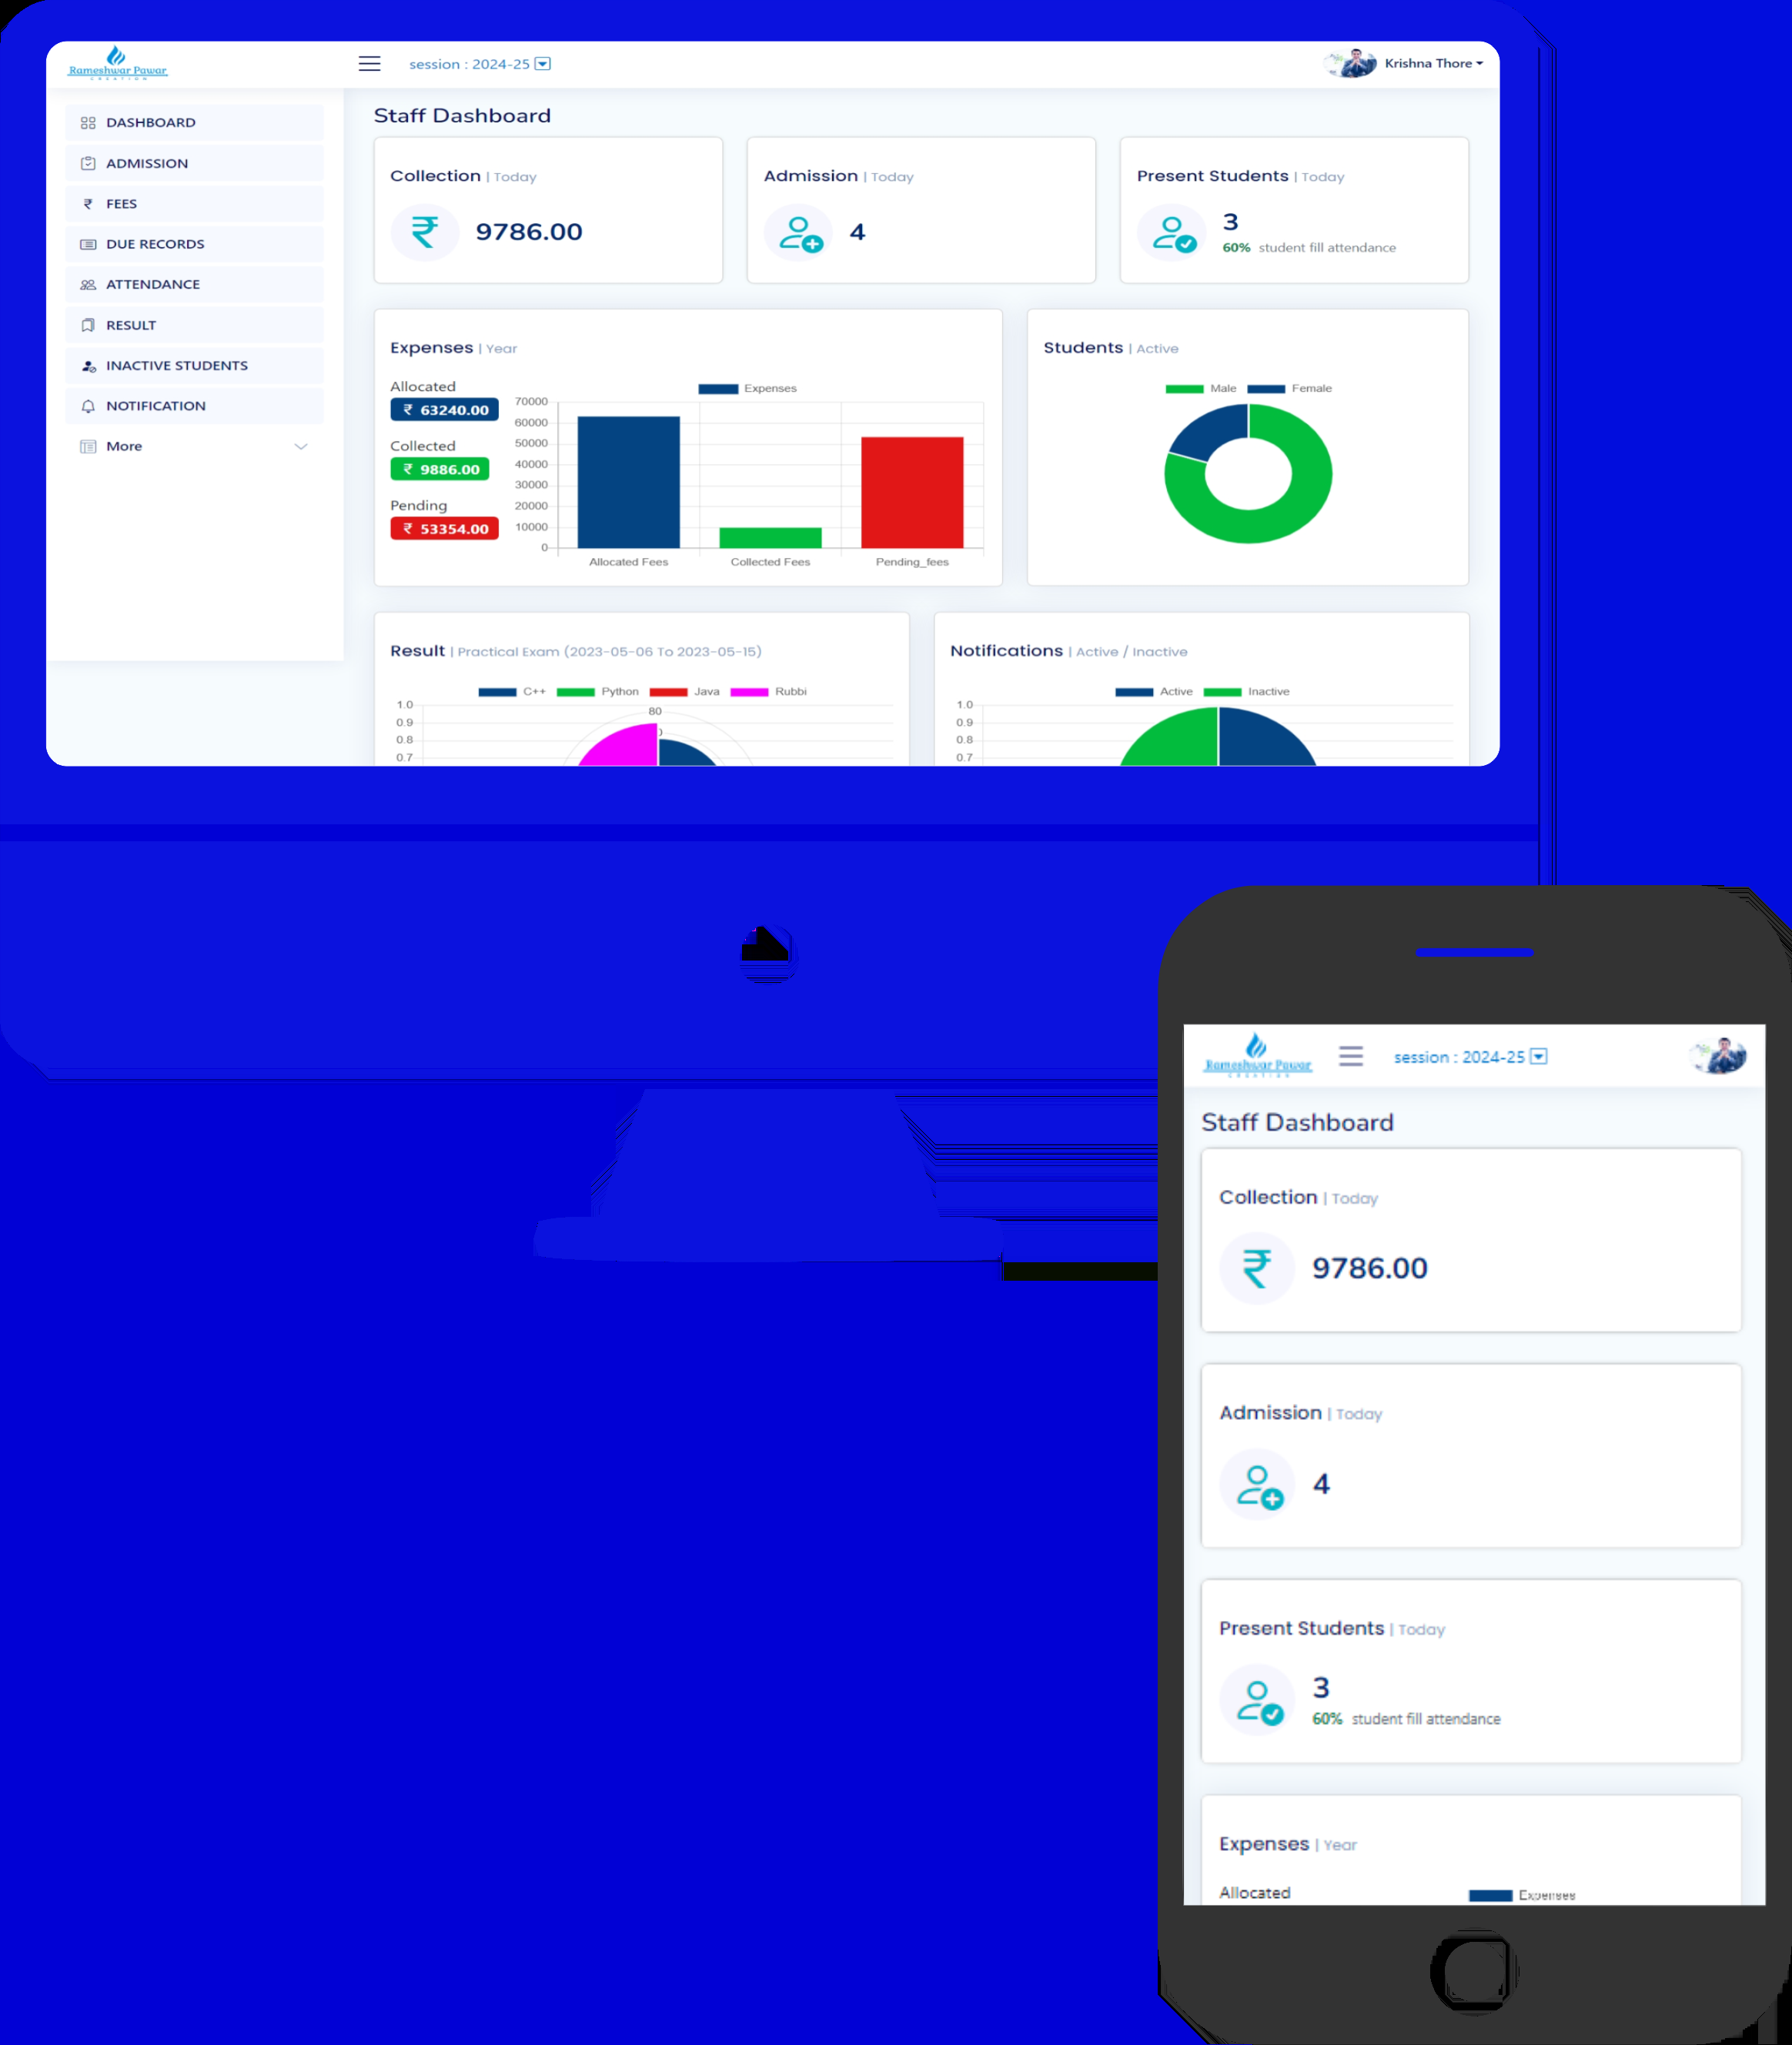 Rameshwar Pawar
CREATION
session : 2024-25
Krishna Thore
DASHBOARD
ADMISSION
₹ FEES
DUE RECORDS
ATTENDANCE
RESULT
INACTIVE STUDENTS
NOTIFICATION
More
Staff Dashboard
Collection | Today
₹ 9786.00
Admission | Today
4
Present Students | Today
3
60% student fill attendance
Expenses | Year
Allocated
₹ 63240.00
Collected
₹ 9886.00
Pending
₹ 53354.00
Expenses
70000
60000
50000
40000
30000
20000
10000
0
Allocated Fees
Collected Fees
Pending_fees
Students | Active
Male
Female
Result | Practical Exam (2023-05-06 To 2023-05-15)
C++
Python
Java
Rubbi
1.0
0.9
0.8
0.7
80
Notifications | Active / Inactive
Active
Inactive
1.0
0.9
0.8
0.7
Rameshwar Pawar
CREATION
session : 2024-25
Staff Dashboard
Collection | Today
₹ 9786.00
Admission | Today
4
Present Students | Today
3
60% student fill attendance
Expenses | Year
Allocated
Expenses